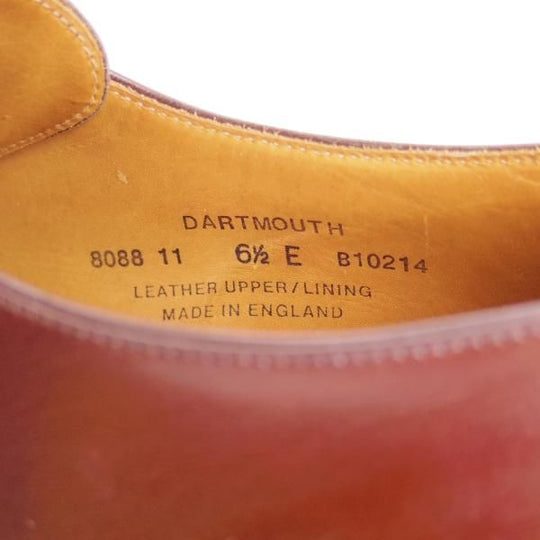 DARTMOUTH
8088 11 6½ E B10214
LEATHER UPPER/LINING
MADE IN ENGLAND